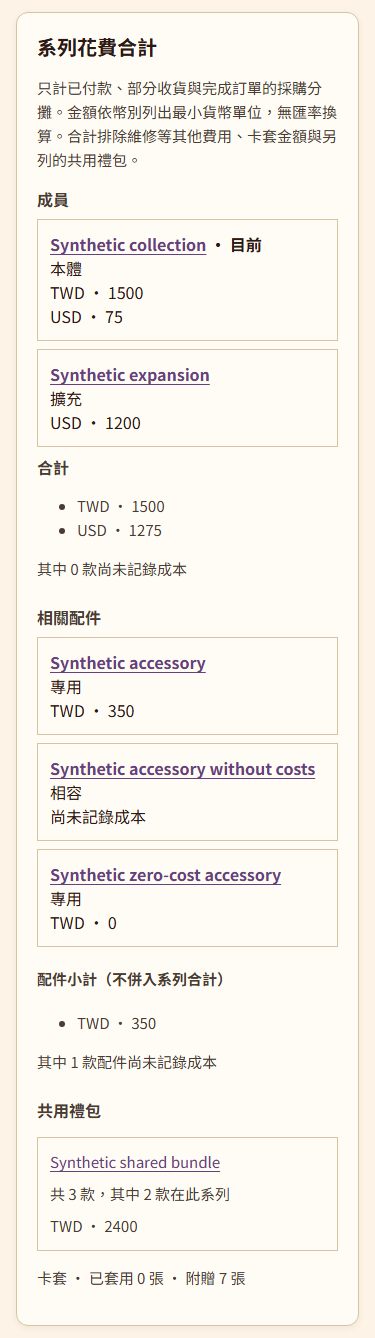 系列花費合計
只計已付款、部分收貨與完成訂單的採購分
攤。金額依幣別列出最小貨幣單位，無匯率換
算。合計排除維修等其他費用、卡套金額與另
列的共用禮包。
成員
Synthetic collection • 目前
本體
TWD • 1500
USD • 75
Synthetic expansion
擴充
USD • 1200
合計
• TWD • 1500
• USD • 1275
其中 0 款尚未記錄成本
相關配件
Synthetic accessory
專用
TWD • 350
Synthetic accessory without costs
相容
尚未記錄成本
Synthetic zero-cost accessory
專用
TWD • 0
配件小計（不併入系列合計）
• TWD • 350
其中 1 款配件尚未記錄成本
共用禮包
Synthetic shared bundle
共 3 款，其中 2 款在此系列
TWD • 2400
卡套 • 已套用 0 張 • 附贈 7 張